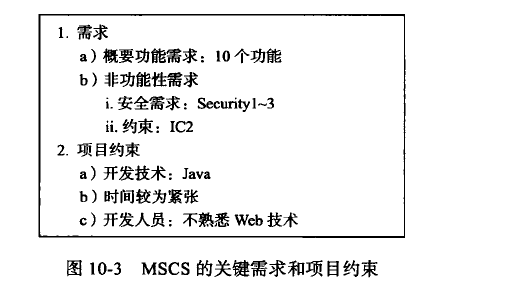 1. 需求
a）概要功能需求：10个功能
b）非功能性需求
i. 安全需求：Security1~3
ii. 约束：IC2
2. 项目约束
a）开发技术：Java
b）时间较为紧张
c）开发人员：不熟悉 Web 技术
图 10-3 MSCS 的关键需求和项目约束